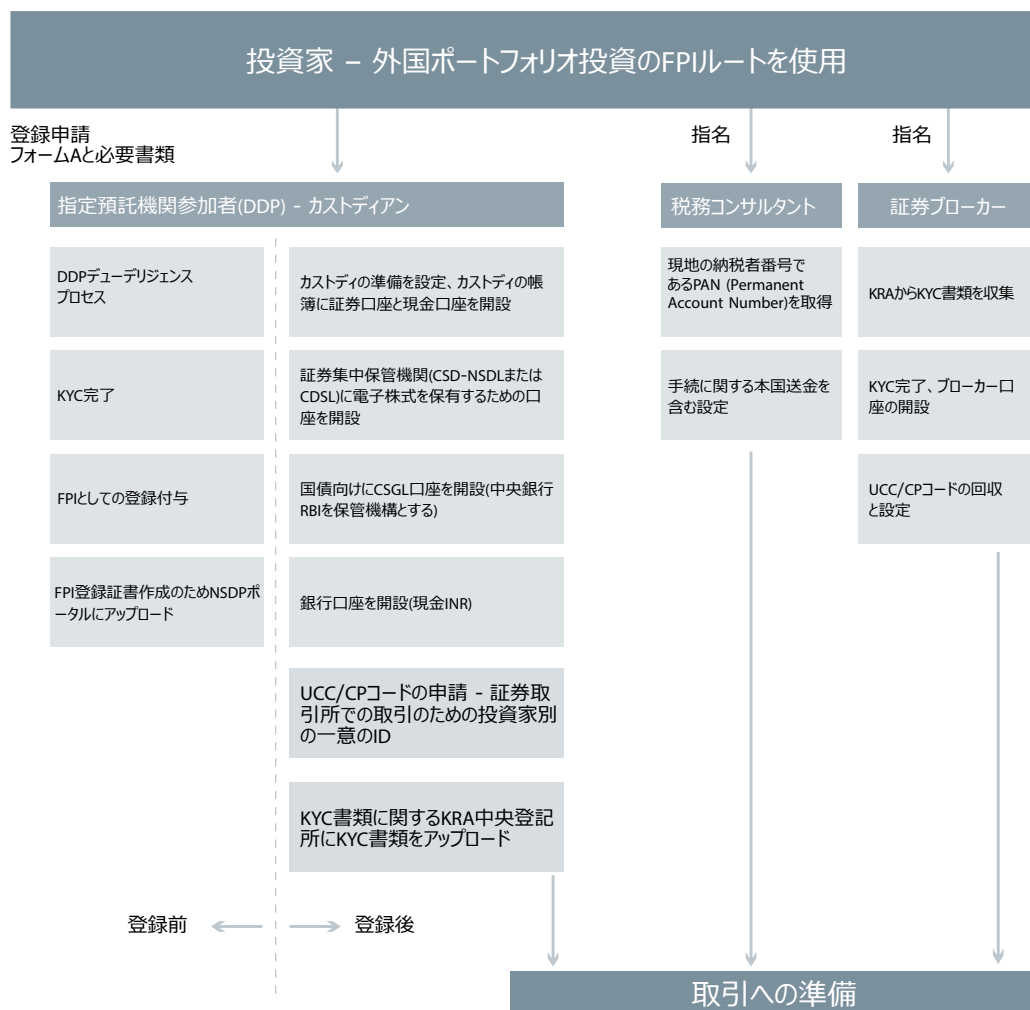 投資家 – 外国ポートフォリオ投資のFPIルートを使用
登録申請
フォームAと必要書類
指名
指名
指定預託機関参加者(DDP) - カストディアン
税務コンサルタント
証券ブローカー
DDPデューデリジェンス
プロセス
KYC完了
FPIとしての登録付与
FPI登録証書作成のためNSDPポ
ータルにアップロード
カストディの準備を設定、カストディの帳
簿に証券口座と現金口座を開設
証券集中保管機関(CSD-NSDLまたは
CDSL)に電子株式を保有するための口
座を開設
国債向けにCSGL口座を開設(中央銀行
RBIを保管機構とする)
銀行口座を開設(現金INR)
UCC/CPコードの申請 - 証券取
引所での取引のための投資家別
の一意のID
KYC書類に関するKRA中央登記
所にKYC書類をアップロード
現地の納税者番号で
あるPAN (Permanent
Account Number)を取得
手続に関する本国送金を
含む設定
KRAからKYC書類を収集
KYC完了、ブローカー口
座の開設
UCC/CPコードの回収
と設定
登録前
登録後
取引への準備